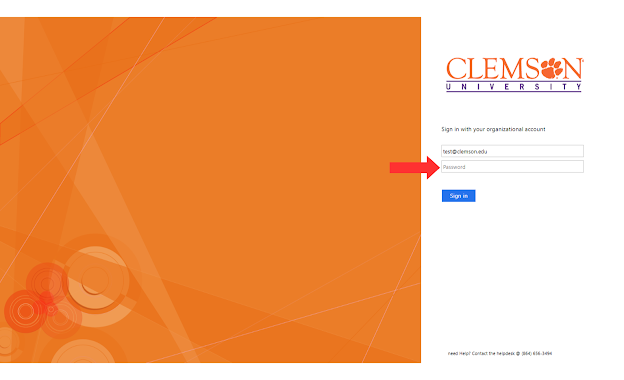 CLEMSON
UNIVERSITY
Sign in with your organizational account
test@clemson.edu
Password
Sign in
need Help? Contact the helpdesk @ (864) 656-3494